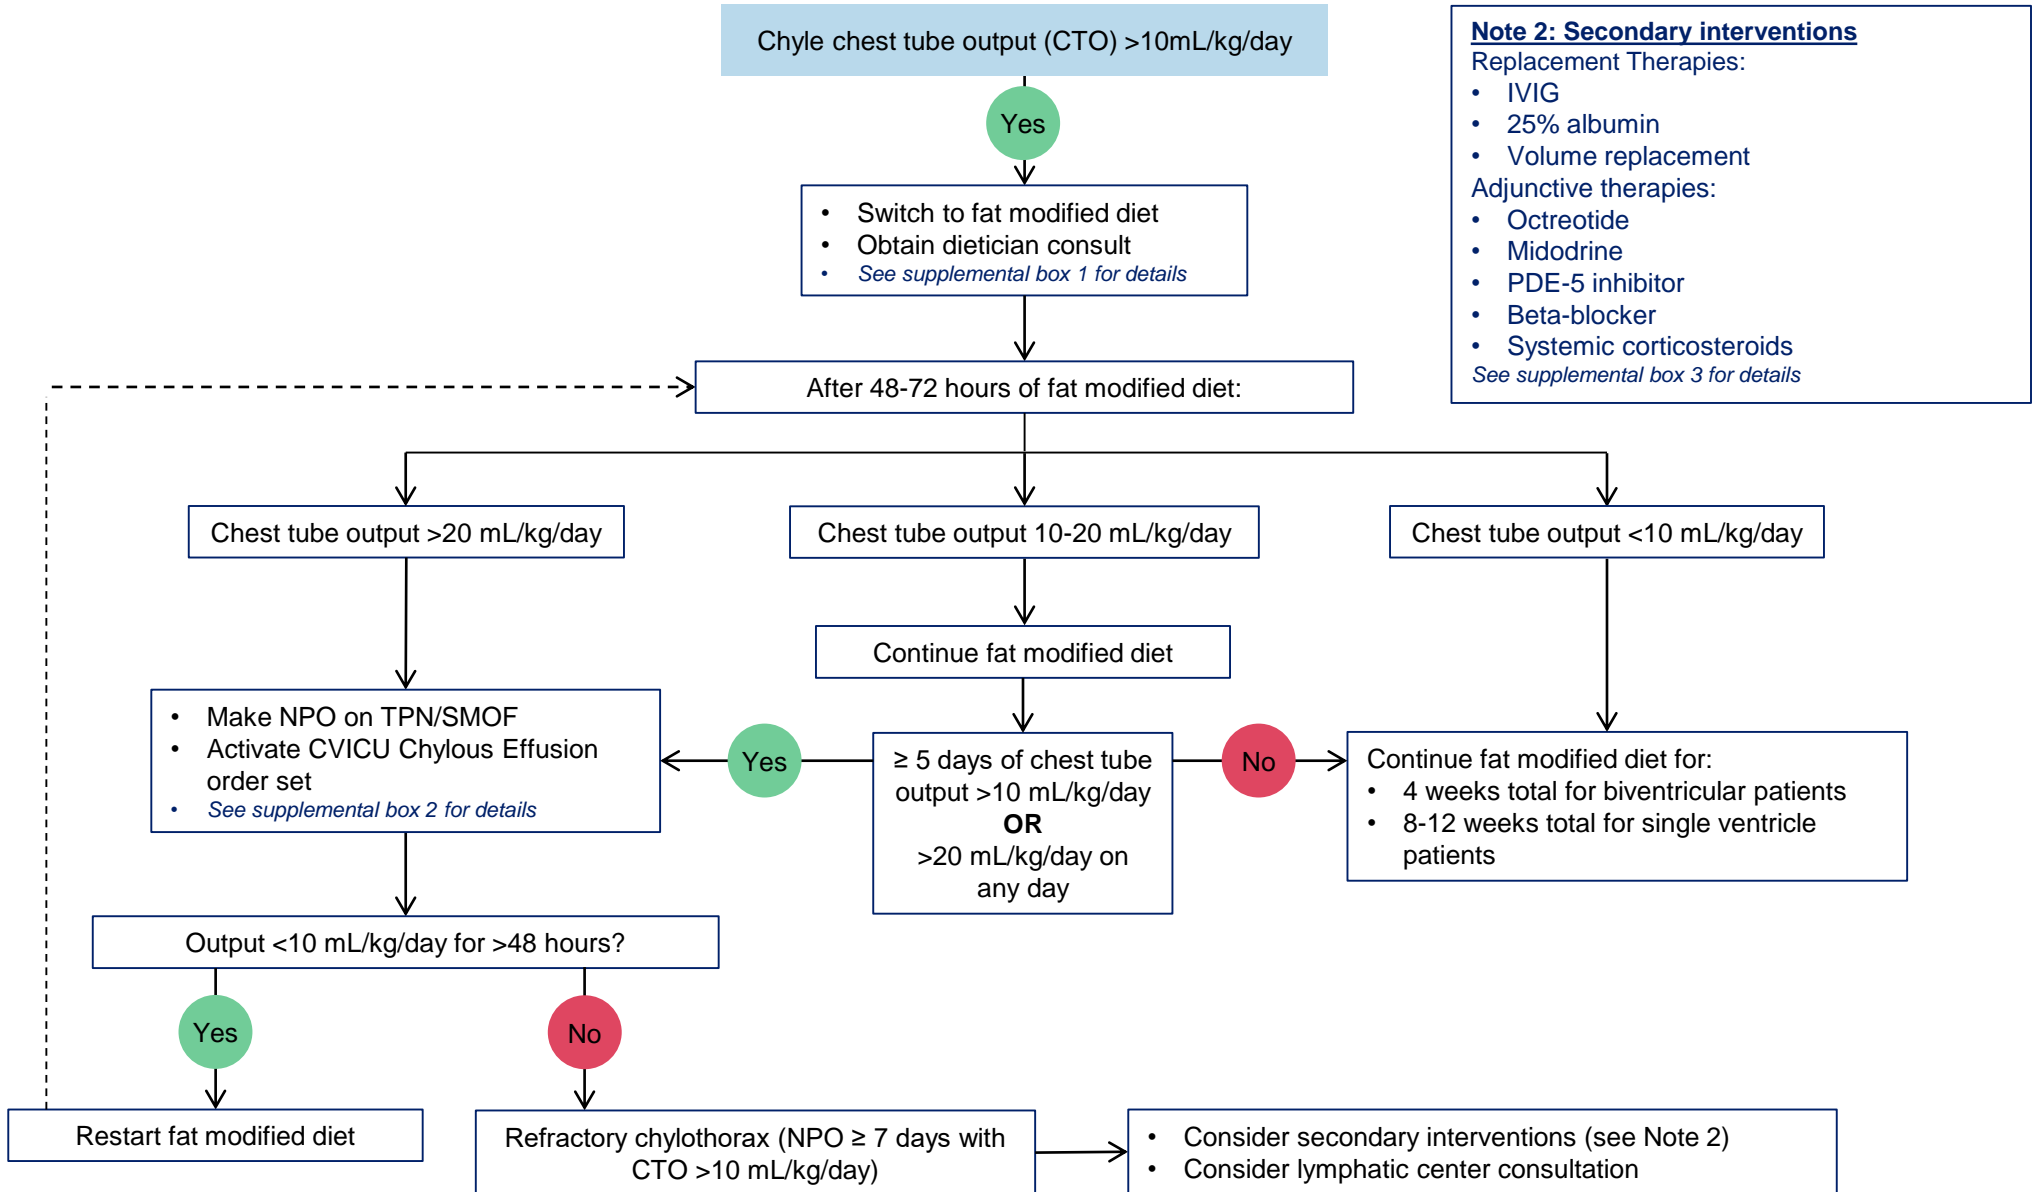 Chyle chest tube output (CTO) >10mL/kg/day
Note 2: Secondary interventions
Replacement Therapies:
• IVIG
• 25% albumin
• Volume replacement
Adjunctive therapies:
• Octreotide
• Midodrine
• PDE-5 inhibitor
• Beta-blocker
• Systemic corticosteroids
See supplemental box 3 for details
Yes
• Switch to fat modified diet
• Obtain dietician consult
• See supplemental box 1 for details
After 48-72 hours of fat modified diet:
Chest tube output >20 mL/kg/day
Chest tube output 10-20 mL/kg/day
Chest tube output <10 mL/kg/day
Continue fat modified diet
• Make NPO on TPN/SMOF
• Activate CVICU Chylous Effusion
order set
• See supplemental box 2 for details
Yes
≥ 5 days of chest tube
output >10 mL/kg/day
OR
>20 mL/kg/day on
any day
No
Continue fat modified diet for:
• 4 weeks total for biventricular patients
• 8-12 weeks total for single ventricle
patients
Output <10 mL/kg/day for >48 hours?
Yes
No
Restart fat modified diet
Refractory chylothorax (NPO ≥ 7 days with
CTO >10 mL/kg/day)
• Consider secondary interventions (see Note 2)
• Consider lymphatic center consultation